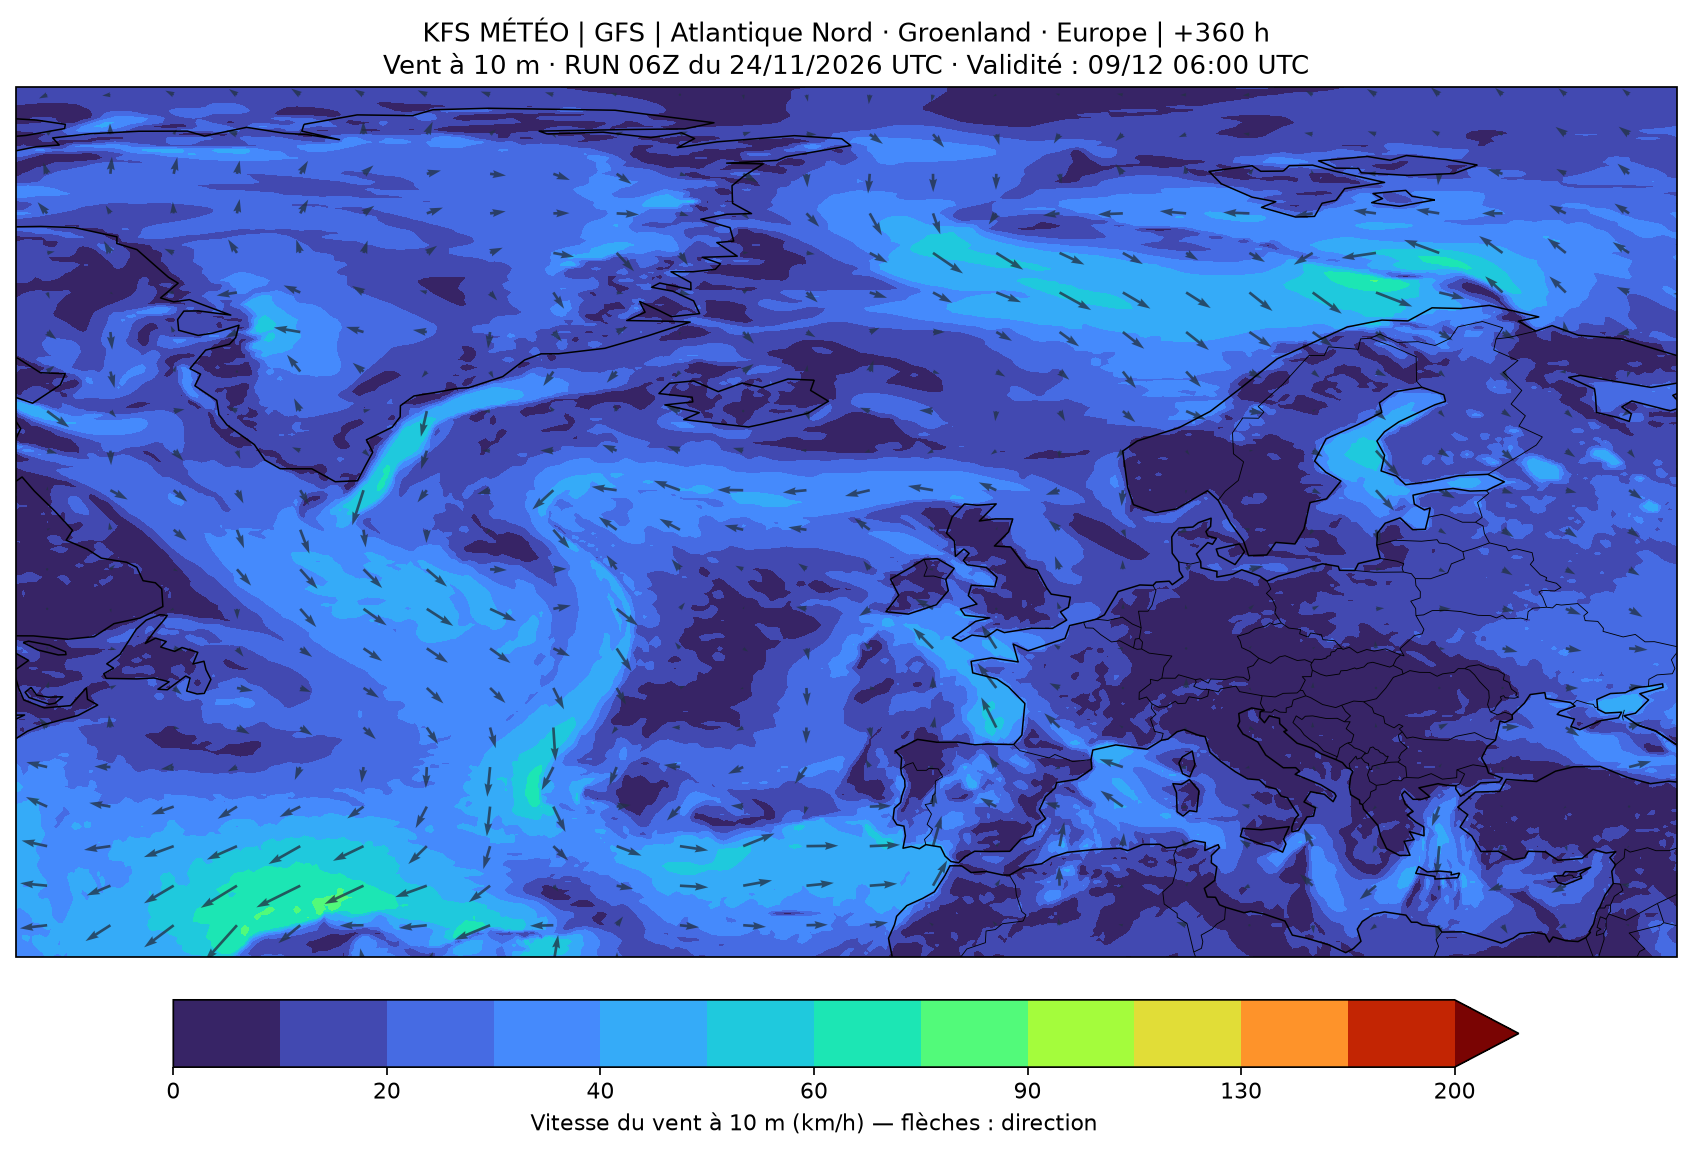 KFS MÉTÉO | GFS | Atlantique Nord · Groenland · Europe | +360 h
Vent à 10 m · RUN 06Z du 24/11/2026 UTC · Validité : 09/12 06:00 UTC
0 20 40 60 90 130 200
Vitesse du vent à 10 m (km/h) — flèches : direction